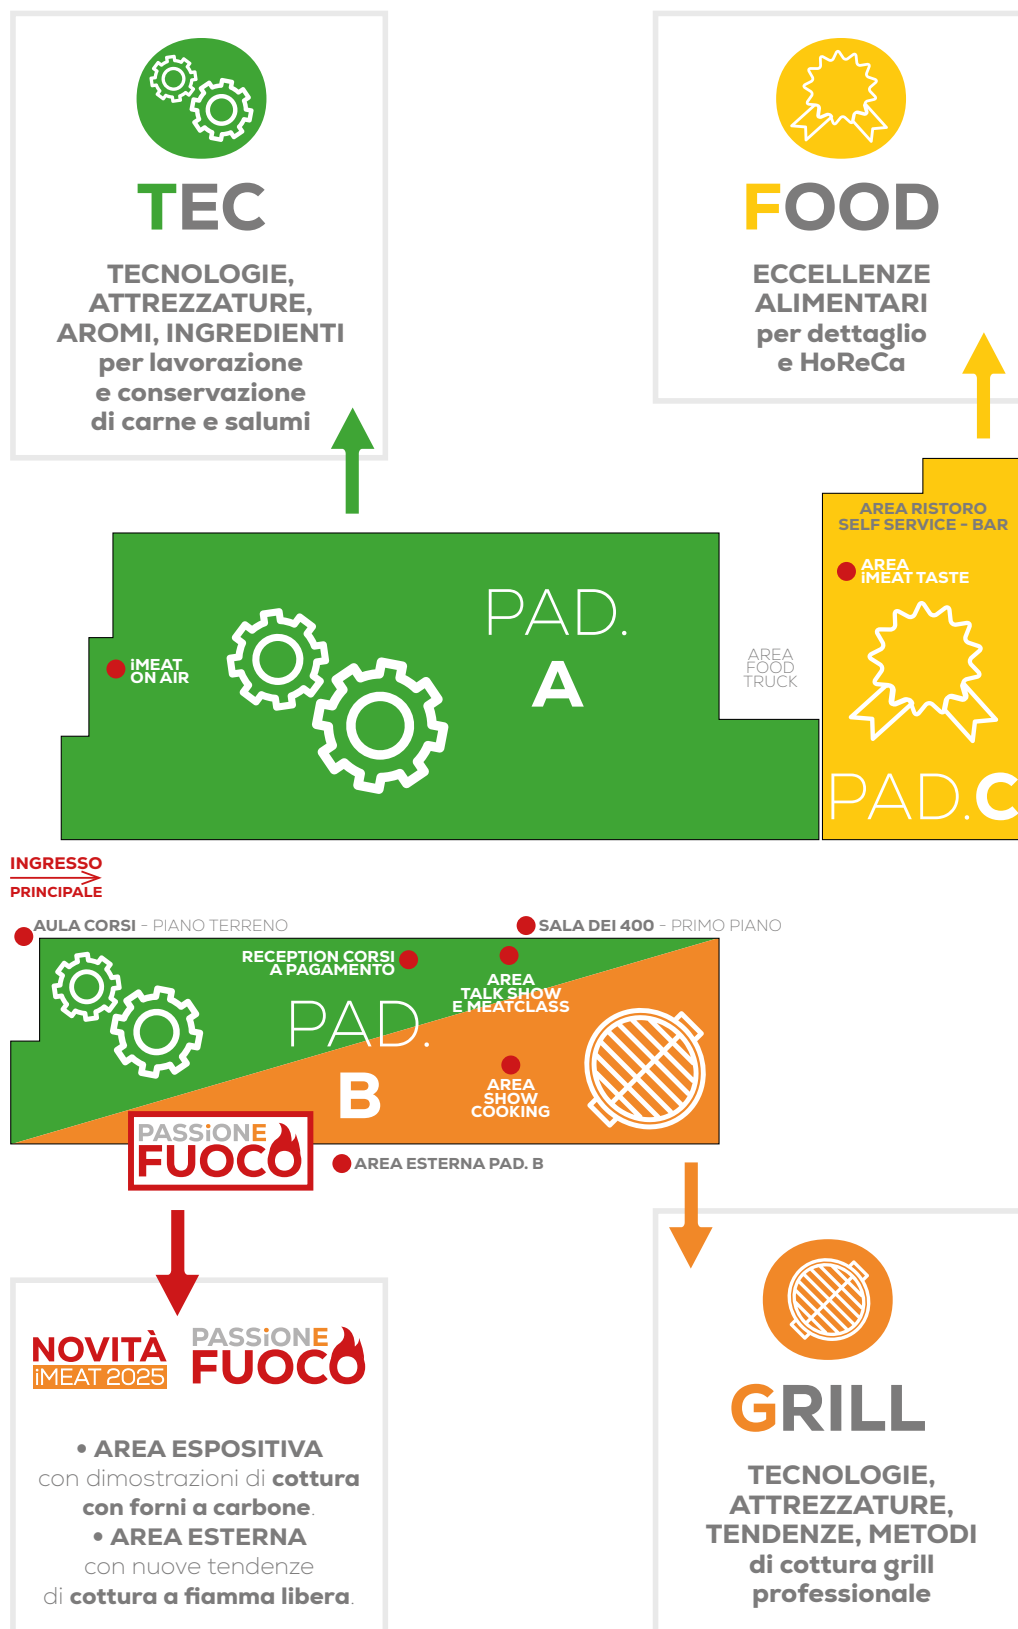 TEC
TECNOLOGIE,
ATTREZZATURE,
AROMI, INGREDIENTI
per lavorazione
e conservazione
di carne e salumi
FOOD
ECCELLENZE
ALIMENTARI
per dettaglio
e HoReCa
PAD.
A
iMEAT
ON AIR
AREA
FOOD
TRUCK
AREA RISTORO
SELF SERVICE - BAR
AREA
iMEAT TASTE
PAD.C
INGRESSO
PRINCIPALE
AULA CORSI - PIANO TERRENO
SALA DEI 400 - PRIMO PIANO
RECEPTION CORSI
A PAGAMENTO
AREA
TALK SHOW
E MEATCLASS
PAD.
B
AREA
SHOW
COOKING
PASSiONE
FUOCO
AREA ESTERNA PAD. B
NOVITÀ
iMEAT 2025
PASSiONE
FUOCO
• AREA ESPOSITIVA
con dimostrazioni di cottura
con forni a carbone.
• AREA ESTERNA
con nuove tendenze
di cottura a fiamma libera.
GRILL
TECNOLOGIE,
ATTREZZATURE,
TENDENZE, METODI
di cottura grill
professionale